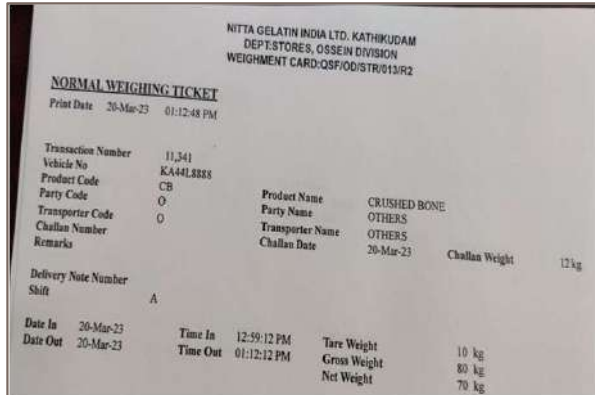 NITTA GELATIN INDIA LTD. KATHIKUDAM
DEPT:STORES, OSSEIN DIVISION
WEIGHMENT CARD:QSF/OD/STR/013/R2
NORMAL WEIGHING TICKET
Print Date 20-Mar-23 01:12:48 PM
Transaction Number 11,341
Vehicle No KA44L8888
Product Code CB Product Name CRUSHED BONE
Party Code O Party Name OTHERS
Transporter Code O Transporter Name OTHERS
Challan Number Challan Date 20-Mar-23 Challan Weight 12 kg
Remarks
Delivery Note Number
Shift A
Date In 20-Mar-23 Time In 12:59:12 PM Tare Weight 10 kg
Date Out 20-Mar-23 Time Out 01:12:12 PM Gross Weight 80 kg
Net Weight 70 kg